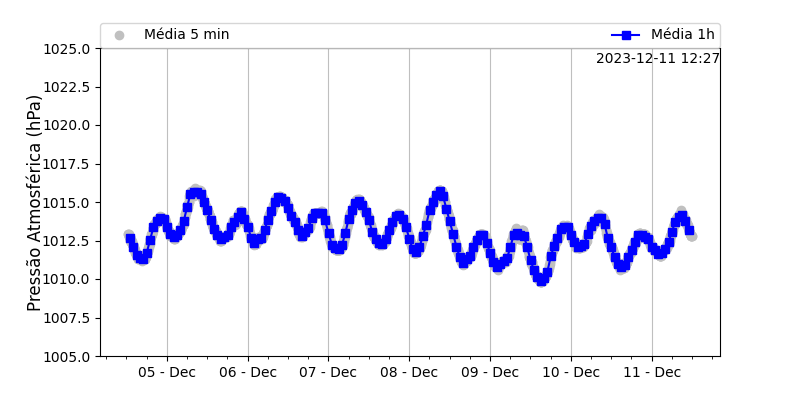 Média 5 min
Média 1h
2023-12-11 12:27
Pressão Atmosférica (hPa)
1025.0
1022.5
1020.0
1017.5
1015.0
1012.5
1010.0
1007.5
1005.0
05 - Dec
06 - Dec
07 - Dec
08 - Dec
09 - Dec
10 - Dec
11 - Dec